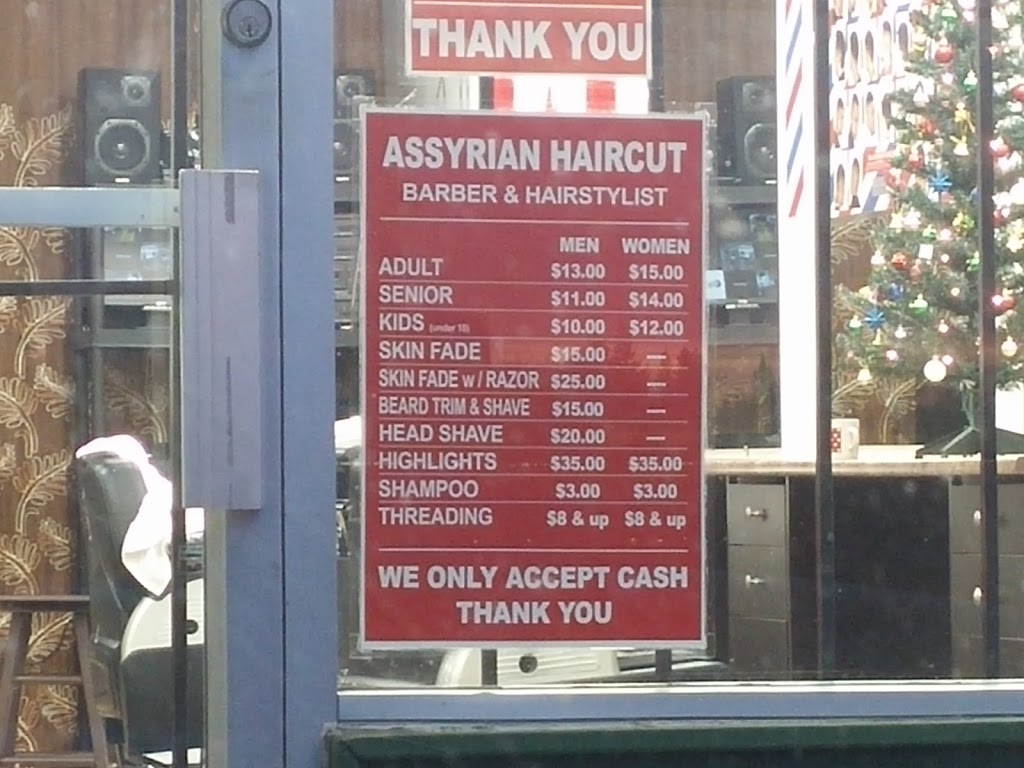 THANK YOU
ASSYRIAN HAIRCUT
BARBER & HAIRSTYLIST
MEN WOMEN
ADULT $13.00 $15.00
SENIOR $11.00 $14.00
KIDS (under 10) $10.00 $12.00
SKIN FADE $15.00 ----
SKIN FADE w / RAZOR $25.00 ----
BEARD TRIM & SHAVE $15.00 ----
HEAD SHAVE $20.00 ----
HIGHLIGHTS $35.00 $35.00
SHAMPOO $3.00 $3.00
THREADING $8 & up $8 & up
WE ONLY ACCEPT CASH
THANK YOU